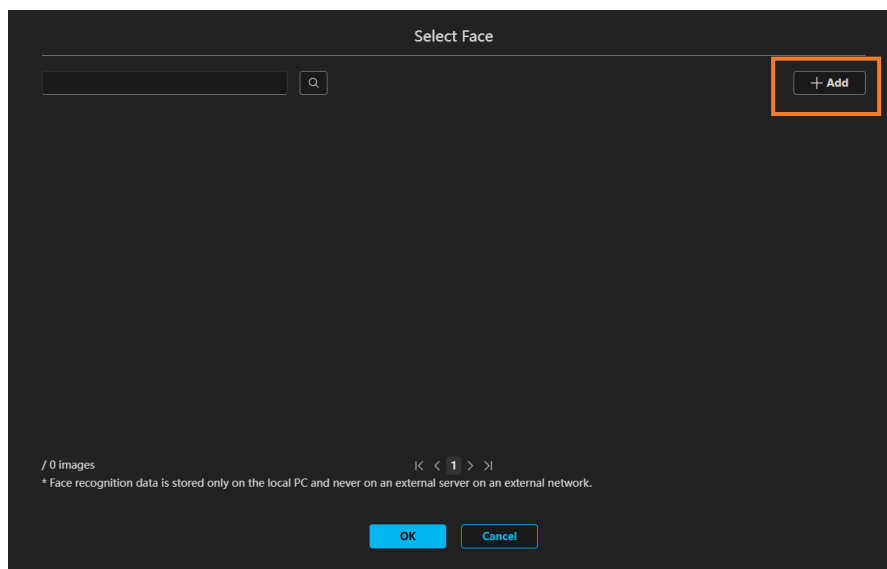 Select Face
+ Add
/ 0 images
1
* Face recognition data is stored only on the local PC and never on an external server on an external network.
OK
Cancel